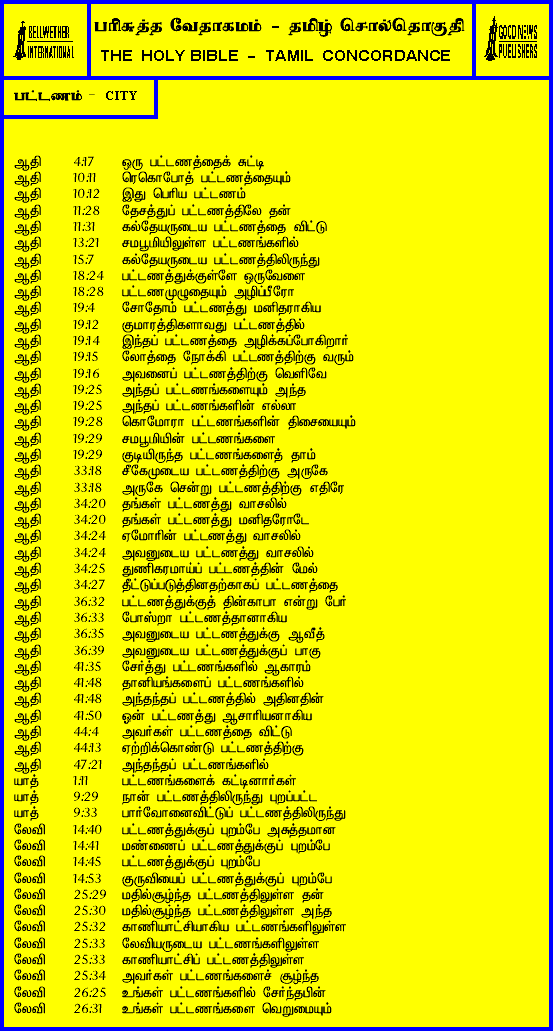 BELLWETHER
INTERNATIONAL
பரிசுத்த வேதாகமம் - தமிழ் சொல்தொகுதி
THE HOLY BIBLE - TAMIL CONCORDANCE
GOOD NEWS
PUBLISHERS
பட்டணம் - CITY
ஆதி 4:17 ஒரு பட்டணத்தைக் கட்டி
ஆதி 10:11 ரெகொபோத் பட்டணத்தையும்
ஆதி 10:12 இது பெரிய பட்டணம்
ஆதி 11:28 தேசத்துப் பட்டணத்திலே தன்
ஆதி 11:31 கல்தேயருடைய பட்டணத்தை விட்டு
ஆதி 13:21 சமபூமியிலுள்ள பட்டணங்களில்
ஆதி 15:7 கல்தேயருடைய பட்டணத்திலிருந்து
ஆதி 18:24 பட்டணத்துக்குள்ளே ஒருவேளை
ஆதி 18:28 பட்டணமுழுதையும் அழிப்பீரோ
ஆதி 19:4 சோதோம் பட்டணத்து மனிதராகிய
ஆதி 19:12 குமாரத்திகளாவது பட்டணத்தில்
ஆதி 19:14 இந்தப் பட்டணத்தை அழிக்கப்போகிறார்
ஆதி 19:15 லோத்தை நோக்கி பட்டணத்திற்கு வரும்
ஆதி 19:16 அவனைப் பட்டணத்திற்கு வெளிவே
ஆதி 19:25 அந்தப் பட்டணங்களையும் அந்த
ஆதி 19:25 அந்தப் பட்டணங்களின் எல்லா
ஆதி 19:28 கொமோரா பட்டணங்களின் திசையையும்
ஆதி 19:29 சமபூமியின் பட்டணங்களை
ஆதி 19:29 குடியிருந்த பட்டணங்களைத் தாம்
ஆதி 33:18 சீகேமுடைய பட்டணத்திற்கு அருகே
ஆதி 33:18 அருகே சென்று பட்டணத்திற்கு எதிரே
ஆதி 34:20 தங்கள் பட்டணத்து வாசலில்
ஆதி 34:20 தங்கள் பட்டணத்து மனிதரோடே
ஆதி 34:24 ஏமோரின் பட்டணத்து வாசலில்
ஆதி 34:24 அவனுடைய பட்டணத்து வாசலில்
ஆதி 34:25 துணிகரமாய்ப் பட்டணத்தின் மேல்
ஆதி 34:27 தீட்டுப்படுத்தினதற்காகப் பட்டணத்தை
ஆதி 36:32 பட்டணத்துக்குத் தின்காபா என்று பேர்
ஆதி 36:33 போஸ்றா பட்டணத்தானாகிய
ஆதி 36:35 அவனுடைய பட்டணத்துக்கு ஆவீத்
ஆதி 36:39 அவனுடைய பட்டணத்துக்குப் பாகு
ஆதி 41:35 சேர்த்து பட்டணங்களில் ஆகாரம்
ஆதி 41:48 தானியங்களைப் பட்டணங்களில்
ஆதி 41:48 அந்தந்தப் பட்டணத்தில் அதினதின்
ஆதி 41:50 ஒன் பட்டணத்து ஆசாரியனாகிய
ஆதி 44:4 அவர்கள் பட்டணத்தை விட்டு
ஆதி 44:13 ஏற்றிக்கொண்டு பட்டணத்திற்கு
ஆதி 47:21 அந்தந்தப் பட்டணங்களில்
யாத் 1:11 பட்டணங்களைக் கட்டினார்கள்
யாத் 9:29 நான் பட்டணத்திலிருந்து புறப்பட்ட
யாத் 9:33 பார்வோனைவிட்டுப் பட்டணத்திலிருந்து
லேவி 14:40 பட்டணத்துக்குப் புறம்பே அசுத்தமான
லேவி 14:41 மண்ணைப் பட்டணத்துக்குப் புறம்பே
லேவி 14:45 பட்டணத்துக்குப் புறம்பே
லேவி 14:53 குருவியைப் பட்டணத்துக்குப் புறம்பே
லேவி 25:29 மதில்சூழ்ந்த பட்டணத்திலுள்ள தன்
லேவி 25:30 மதில்சூழ்ந்த பட்டணத்திலுள்ள அந்த
லேவி 25:32 காணியாட்சியாகிய பட்டணங்களிலுள்ள
லேவி 25:33 லேவியருடைய பட்டணங்களிலுள்ள
லேவி 25:33 காணியாட்சிப் பட்டணத்திலுள்ள
லேவி 25:34 அவர்கள் பட்டணங்களைச் சூழ்ந்த
லேவி 26:25 உங்கள் பட்டணங்களில் சேர்ந்தபின்
லேவி 26:31 உங்கள் பட்டணங்களை வெறுமையும்